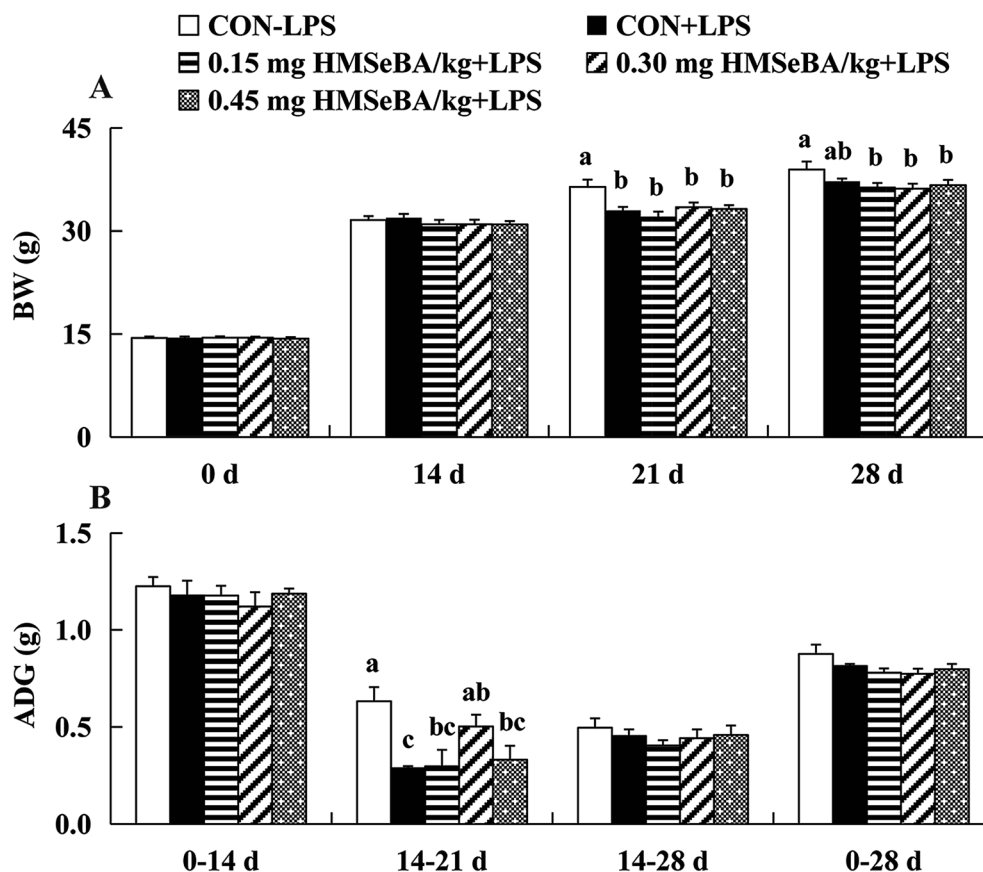 CON-LPS CON+LPS
0.15 mg HMSeBA/kg+LPS 0.30 mg HMSeBA/kg+LPS
0.45 mg HMSeBA/kg+LPS
A
45
30
15
0
BW (g)
a b b b b
a ab b b b
0 d 14 d 21 d 28 d
B
1.5
1.0
0.5
0.0
ADG (g)
a c bc ab bc
0-14 d 14-21 d 14-28 d 0-28 d